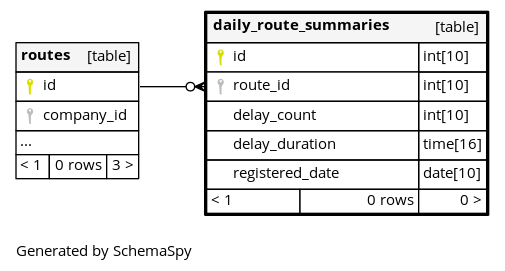 routes [table]
id
company_id
...
< 1 0 rows 3 >
daily_route_summaries [table]
id int[10]
route_id int[10]
delay_count int[10]
delay_duration time[16]
registered_date date[10]
< 1 0 rows 0 >
Generated by SchemaSpy